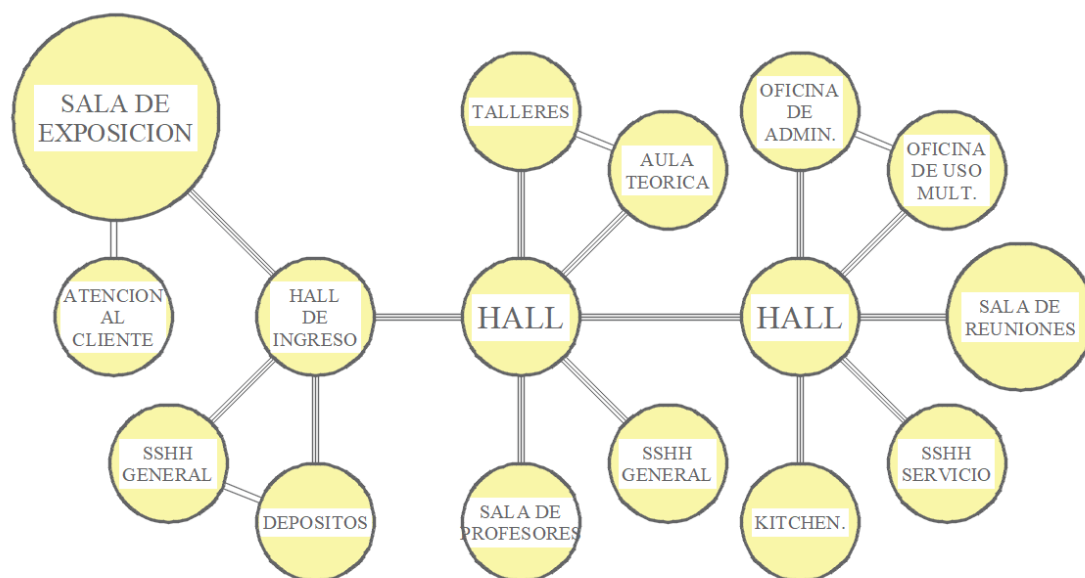 SALA DE
EXPOSICION
TALLERES
AULA
TEORICA
OFICINA
DE
ADMIN.
OFICINA
DE USO
MULT.
ATENCION
AL
CLIENTE
HALL
DE
INGRESO
HALL
HALL
SALA DE
REUNIONES
SSHH
GENERAL
DEPOSITOS
SALA DE
PROFESORES
SSHH
GENERAL
KITCHEN.
SSHH
SERVICIO